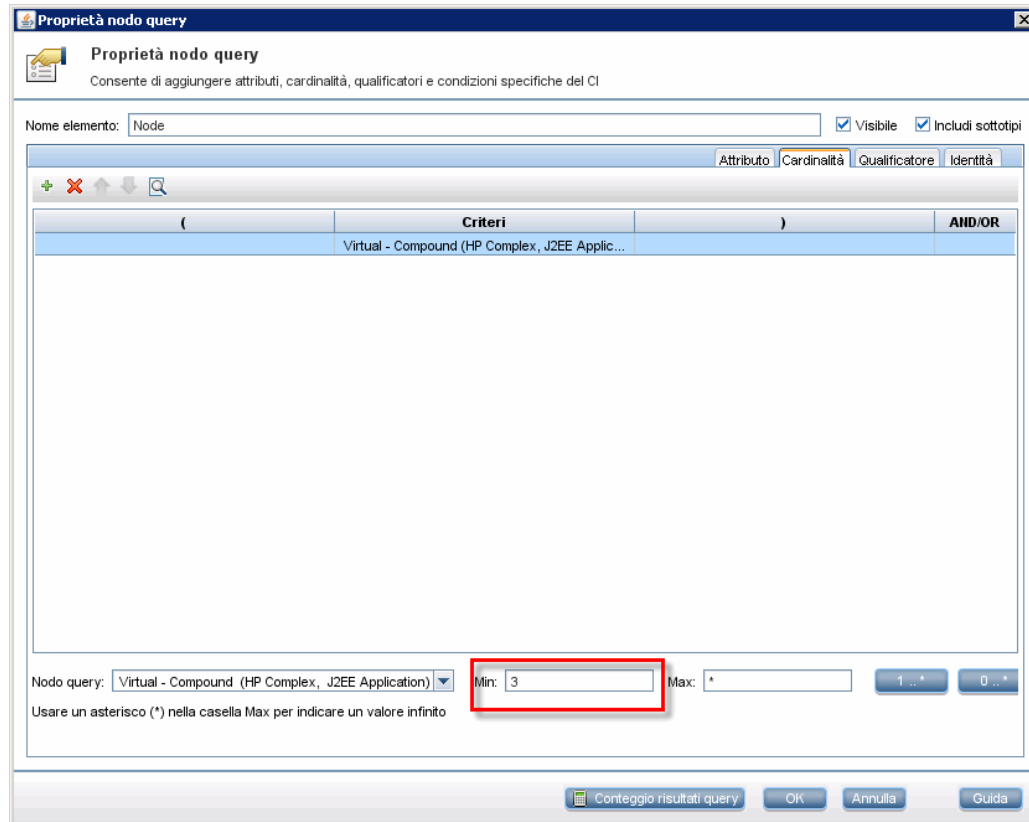 Proprietà nodo query
Proprietà nodo query
Consente di aggiungere attributi, cardinalità, qualificatori e condizioni specifiche del CI
Nome elemento: Node Visibile Includi sottotipi
Attributo Cardinalità Qualificatore Identità
( Criteri ) AND/OR
Virtual - Compound (HP Complex, J2EE Applic...
Nodo query: Virtual - Compound (HP Complex, J2EE Application) Min: 3 Max: * 1 ..* 0 ..*
Usare un asterisco (*) nella casella Max per indicare un valore infinito
Conteggio risultati query OK Annulla Guida